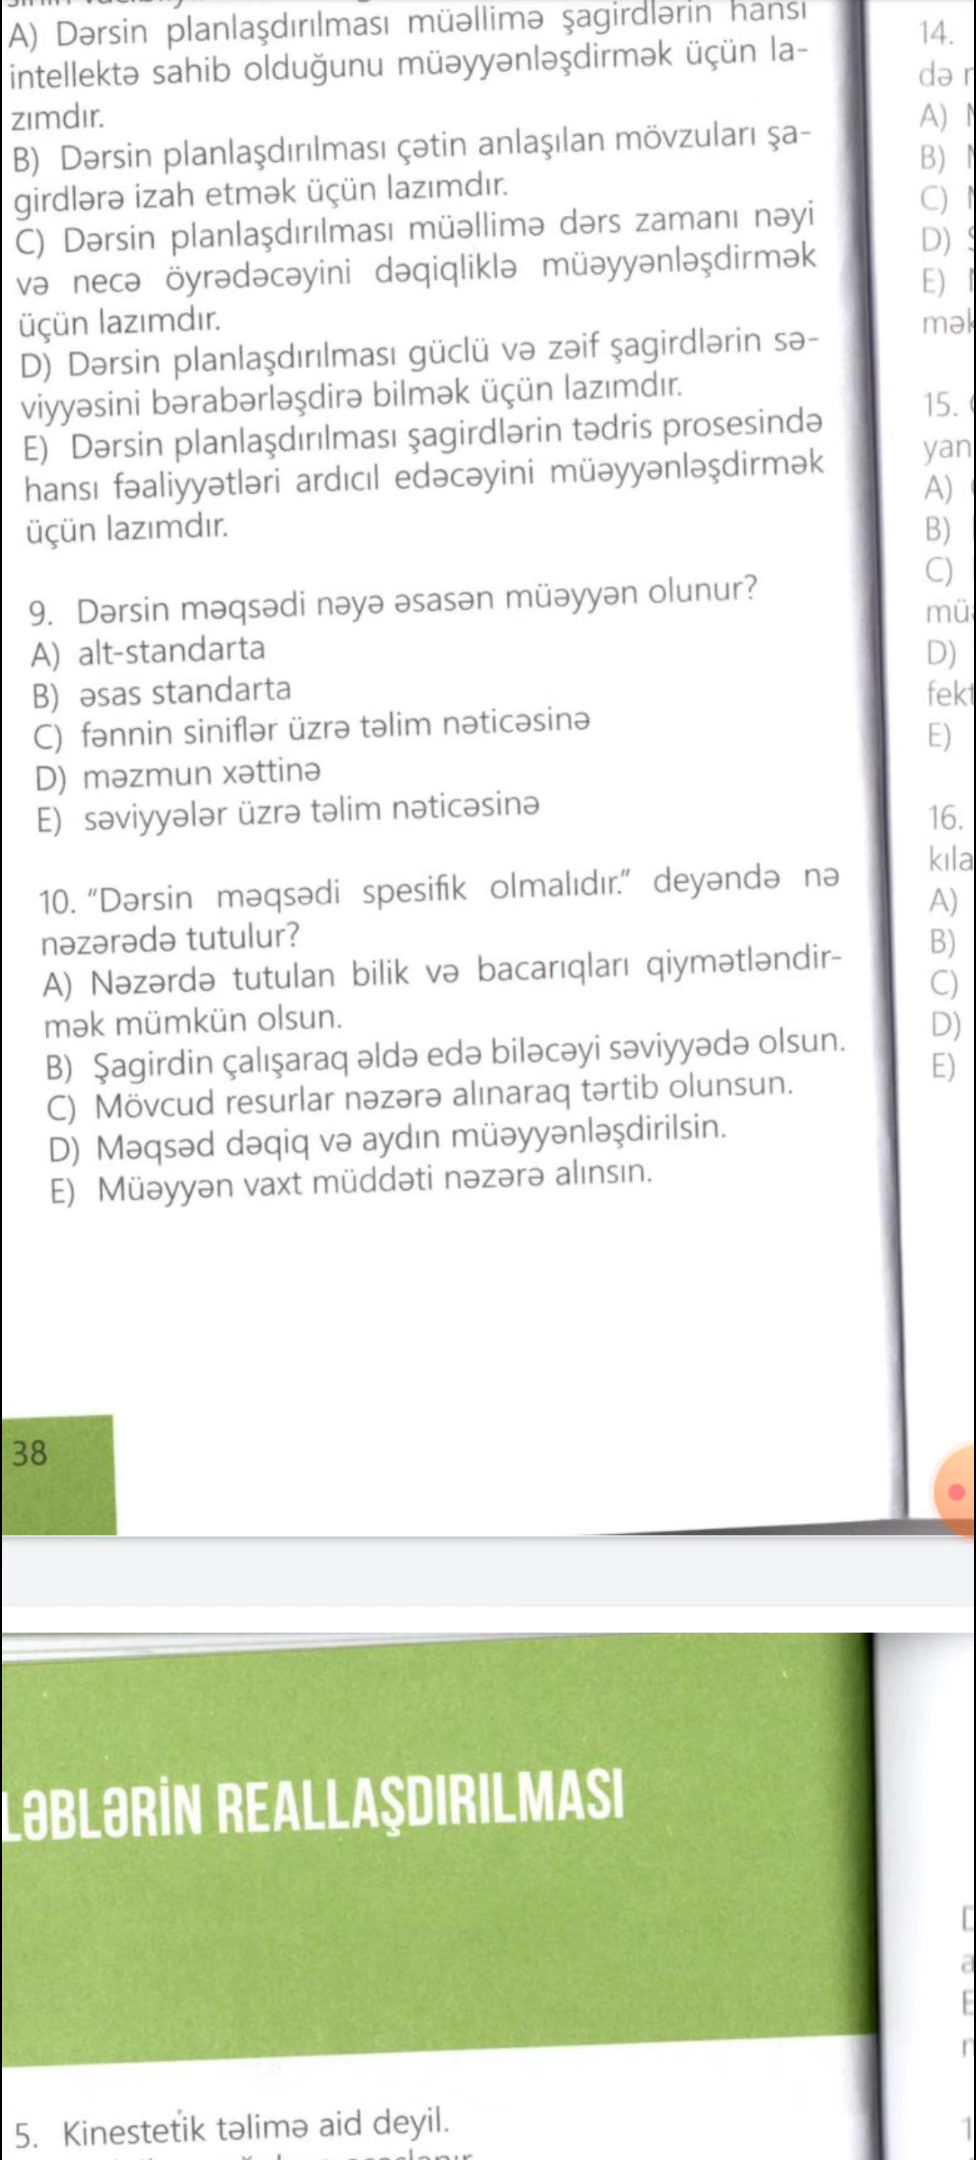 A) Dərsin planlaşdırılması müəllimə şagirdlərin hansı
intellektə sahib olduğunu müəyyənləşdirmək üçün la-
zımdır.
B) Dərsin planlaşdırılması çətin anlaşılan mövzuları şa-
girdlərə izah etmək üçün lazımdır.
C) Dərsin planlaşdırılması müəllimə dərs zamanı nəyi
və necə öyrədəcəyini dəqiqliklə müəyyənləşdirmək
üçün lazımdır.
D) Dərsin planlaşdırılması güclü və zəif şagirdlərin sə-
viyyəsini bərabərləşdirə bilmək üçün lazımdır.
E) Dərsin planlaşdırılması şagirdlərin tədris prosesində
hansı fəaliyyətləri ardıcıl edəcəyini müəyyənləşdirmək
üçün lazımdır.
9. Dərsin məqsədi nəyə əsasən müəyyən olunur?
A) alt-standarta
B) əsas standarta
C) fənnin siniflər üzrə təlim nəticəsinə
D) məzmun xəttinə
E) səviyyələr üzrə təlim nəticəsinə
10. “Dərsin məqsədi spesifik olmalıdır.” deyəndə nə
nəzərədə tutulur?
A) Nəzərdə tutulan bilik və bacarıqları qiymətləndir-
mək mümkün olsun.
B) Şagirdin çalışaraq əldə edə biləcəyi səviyyədə olsun.
C) Mövcud resurlar nəzərə alınaraq tərtib olunsun.
D) Məqsəd dəqiq və aydın müəyyənləşdirilsin.
E) Müəyyən vaxt müddəti nəzərə alınsın.
38
14.
də
A)
B)
C)
D)
E)
mək
15.
yan
A)
B)
C)
D)
E)
16.
kıla
A)
B)
C)
D)
E)
LƏBLƏRİN REALLAŞDIRILMASI
5. Kinestetik təlimə aid deyil.